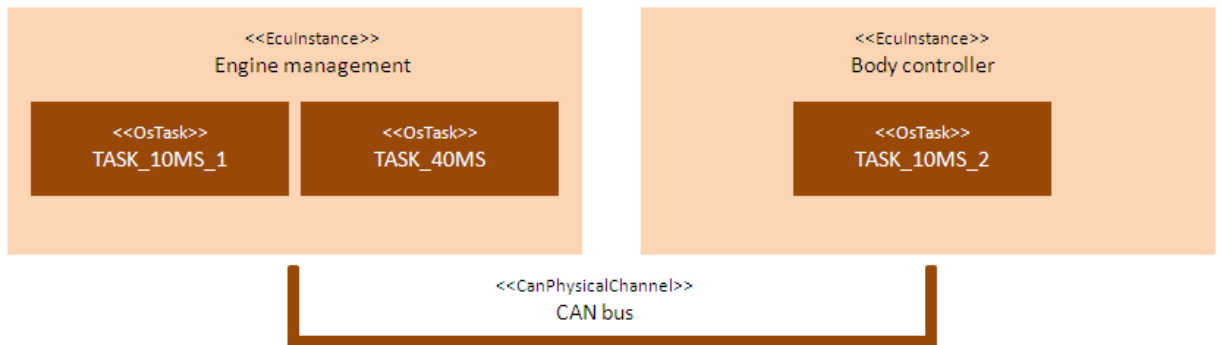 <<EcuInstance>>
Engine management
<<OsTask>>
TASK_10MS_1
<<OsTask>>
TASK_40MS
<<EcuInstance>>
Body controller
<<OsTask>>
TASK_10MS_2
<<CanPhysicalChannel>>
CAN bus